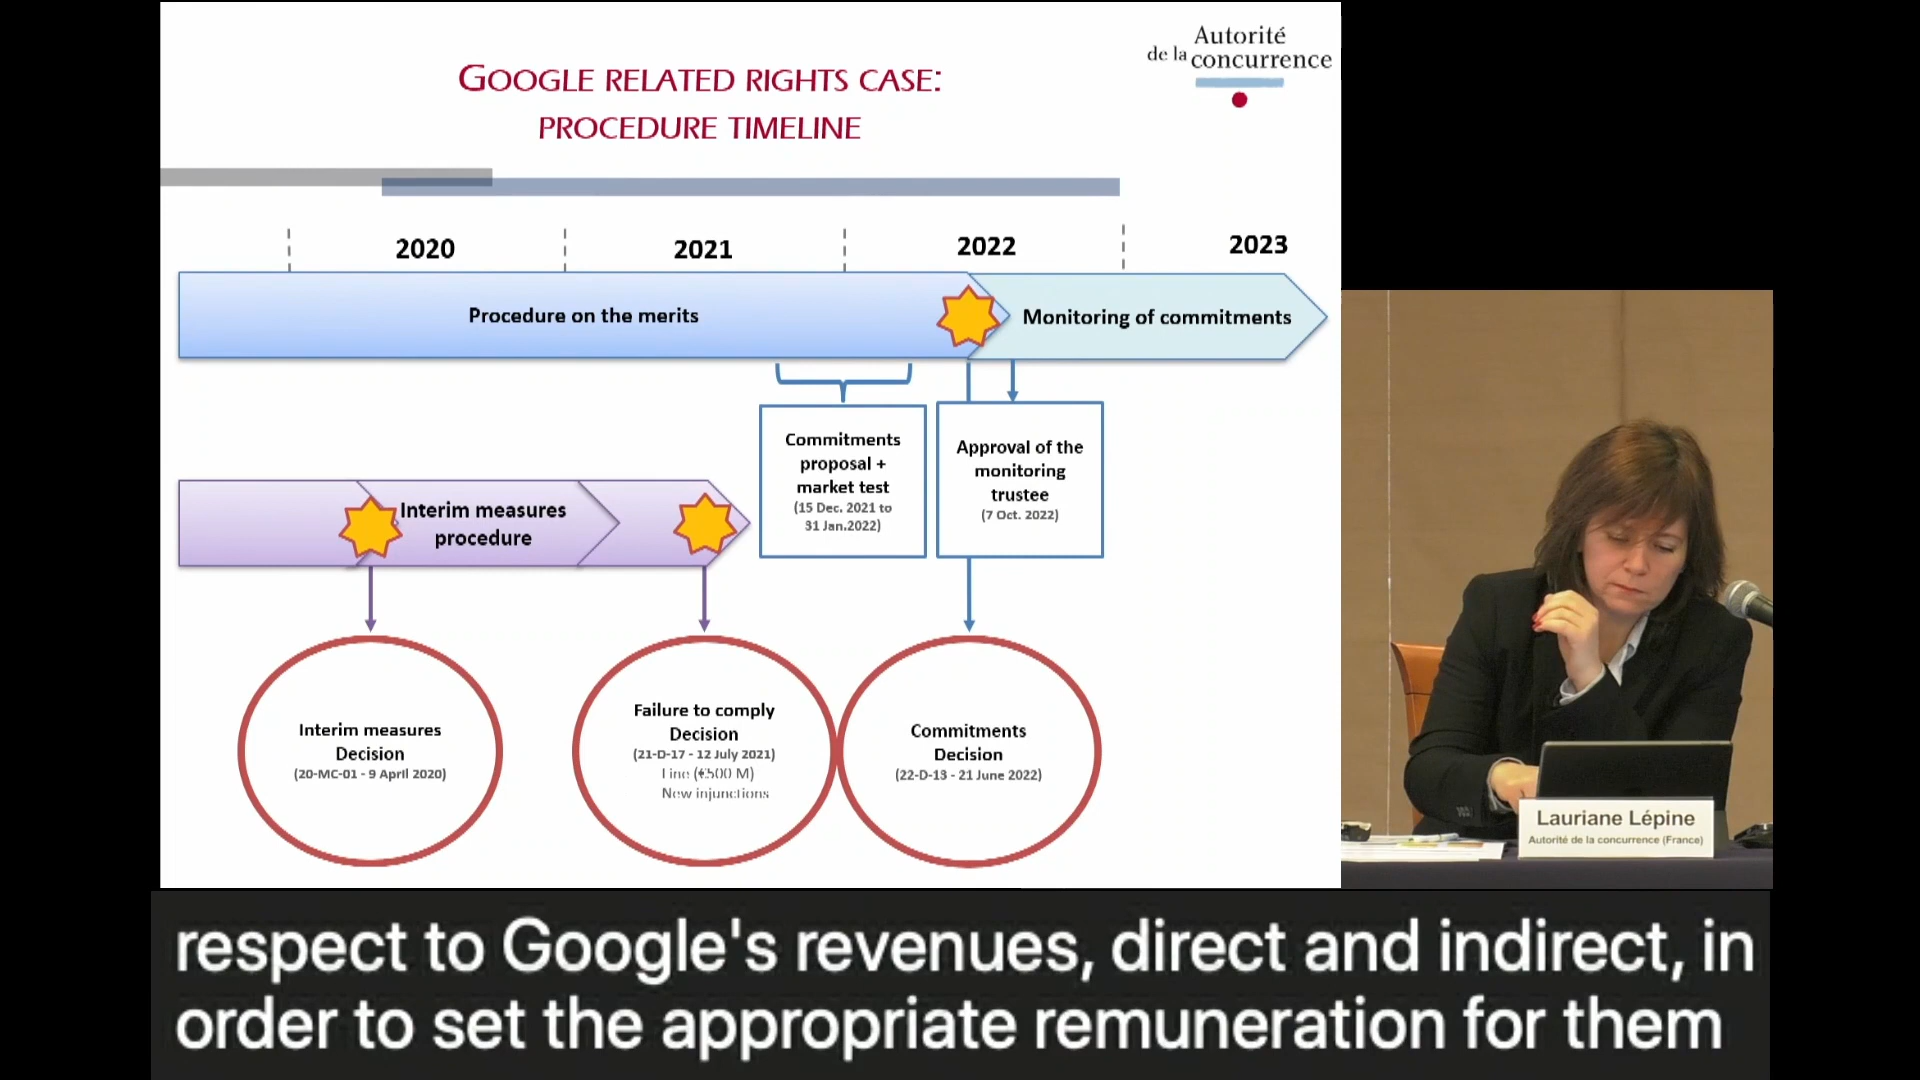 Autorité
de la concurrence
GOOGLE RELATED RIGHTS CASE:
PROCEDURE TIMELINE
2020
2021
2022
2023
Procedure on the merits
Monitoring of commitments
Commitments
proposal +
market test
(15 Dec. 2021 to
31 Jan.2022)
Approval of the
monitoring
trustee
(7 Oct. 2022)
Interim measures
procedure
Interim measures
Decision
(20-MC-01 - 9 April 2020)
Failure to comply
Decision
(21-D-17 - 12 July 2021)
Fine (€500 M)
New injunctions
Commitments
Decision
(22-D-13 - 21 June 2022)
Lauriane Lépine
Autorité de la concurrence (France)
respect to Google's revenues, direct and indirect, in
order to set the appropriate remuneration for them